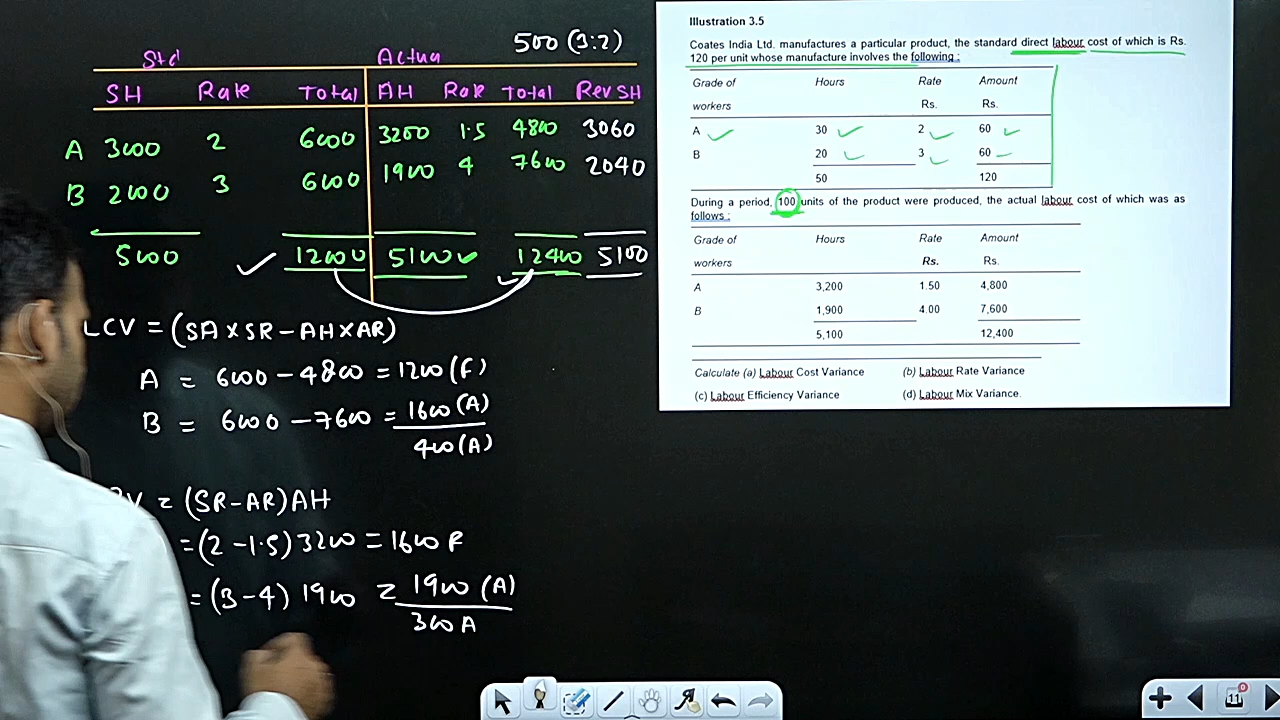 500 (3:2)
Std Actua
SH Rate Total AH Rate Total Rev SH
A 3000 2 6000 3200 1.5 4800 3060
B 2000 3 6000 1900 4 7600 2040
5000 12000 5100 12400 5100
LCV = (SA×SR-AH×AR)
A = 6000-4800 = 1200 (F)
B = 6000-7600 = 1600 (A)
400 (A)
V = (SR-AR)AH
= (2-1.5) 3200 = 1600 F
= (3-4) 1900 = 1900 (A)
300 A
Illustration 3.5
Coates India Ltd. manufactures a particular product, the standard direct labour cost of which is Rs.
120 per unit whose manufacture involves the following :
Grade of Hours Rate Amount
workers Rs. Rs.
A 30 2 60
B 20 3 60
50 120
During a period, 100 units of the product were produced, the actual labour cost of which was as
follows :
Grade of Hours Rate Amount
workers Rs. Rs.
A 3,200 1.50 4,800
B 1,900 4.00 7,600
5,100 12,400
Calculate (a) Labour Cost Variance (b) Labour Rate Variance
(c) Labour Efficiency Variance (d) Labour Mix Variance.
11